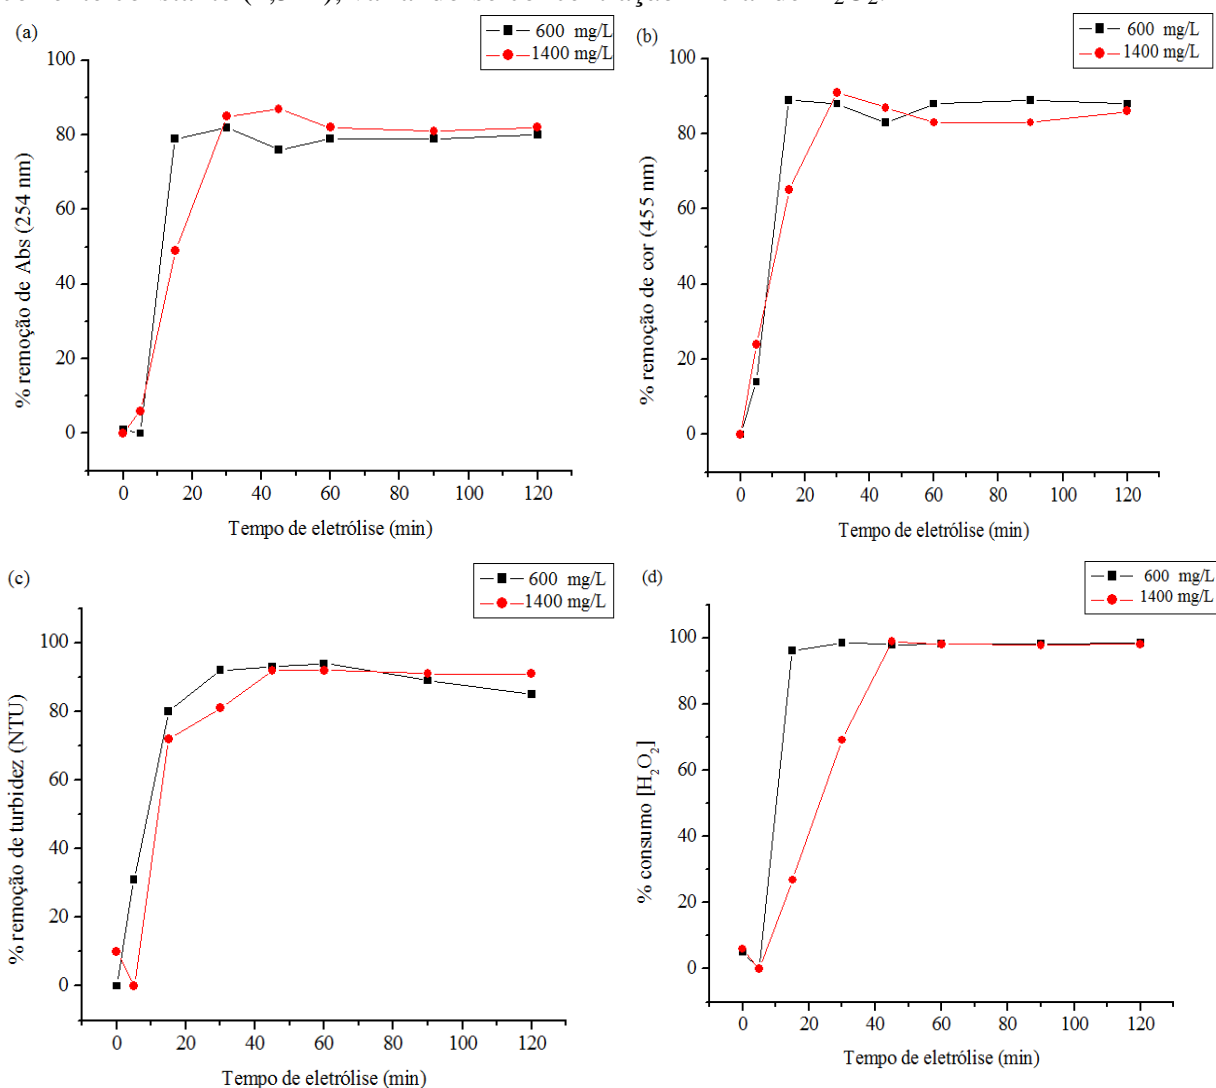 (a)
600 mg/L
1400 mg/L
100
80
60
40
20
0
% remoção de Abs (254 nm)
0 20 40 60 80 100 120
Tempo de eletrólise (min)
(b)
600 mg/L
1400 mg/L
100
80
60
40
20
0
% remoção de cor (455 nm)
0 20 40 60 80 100 120
Tempo de eletrólise (min)
(c)
600 mg/L
1400 mg/L
100
80
60
40
20
0
% remoção de turbidez (NTU)
0 20 40 60 80 100 120
Tempo de eletrólise (min)
(d)
600 mg/L
1400 mg/L
100
80
60
40
20
0
% consumo [H₂O₂]
0 20 40 60 80 100 120
Tempo de eletrólise (min)